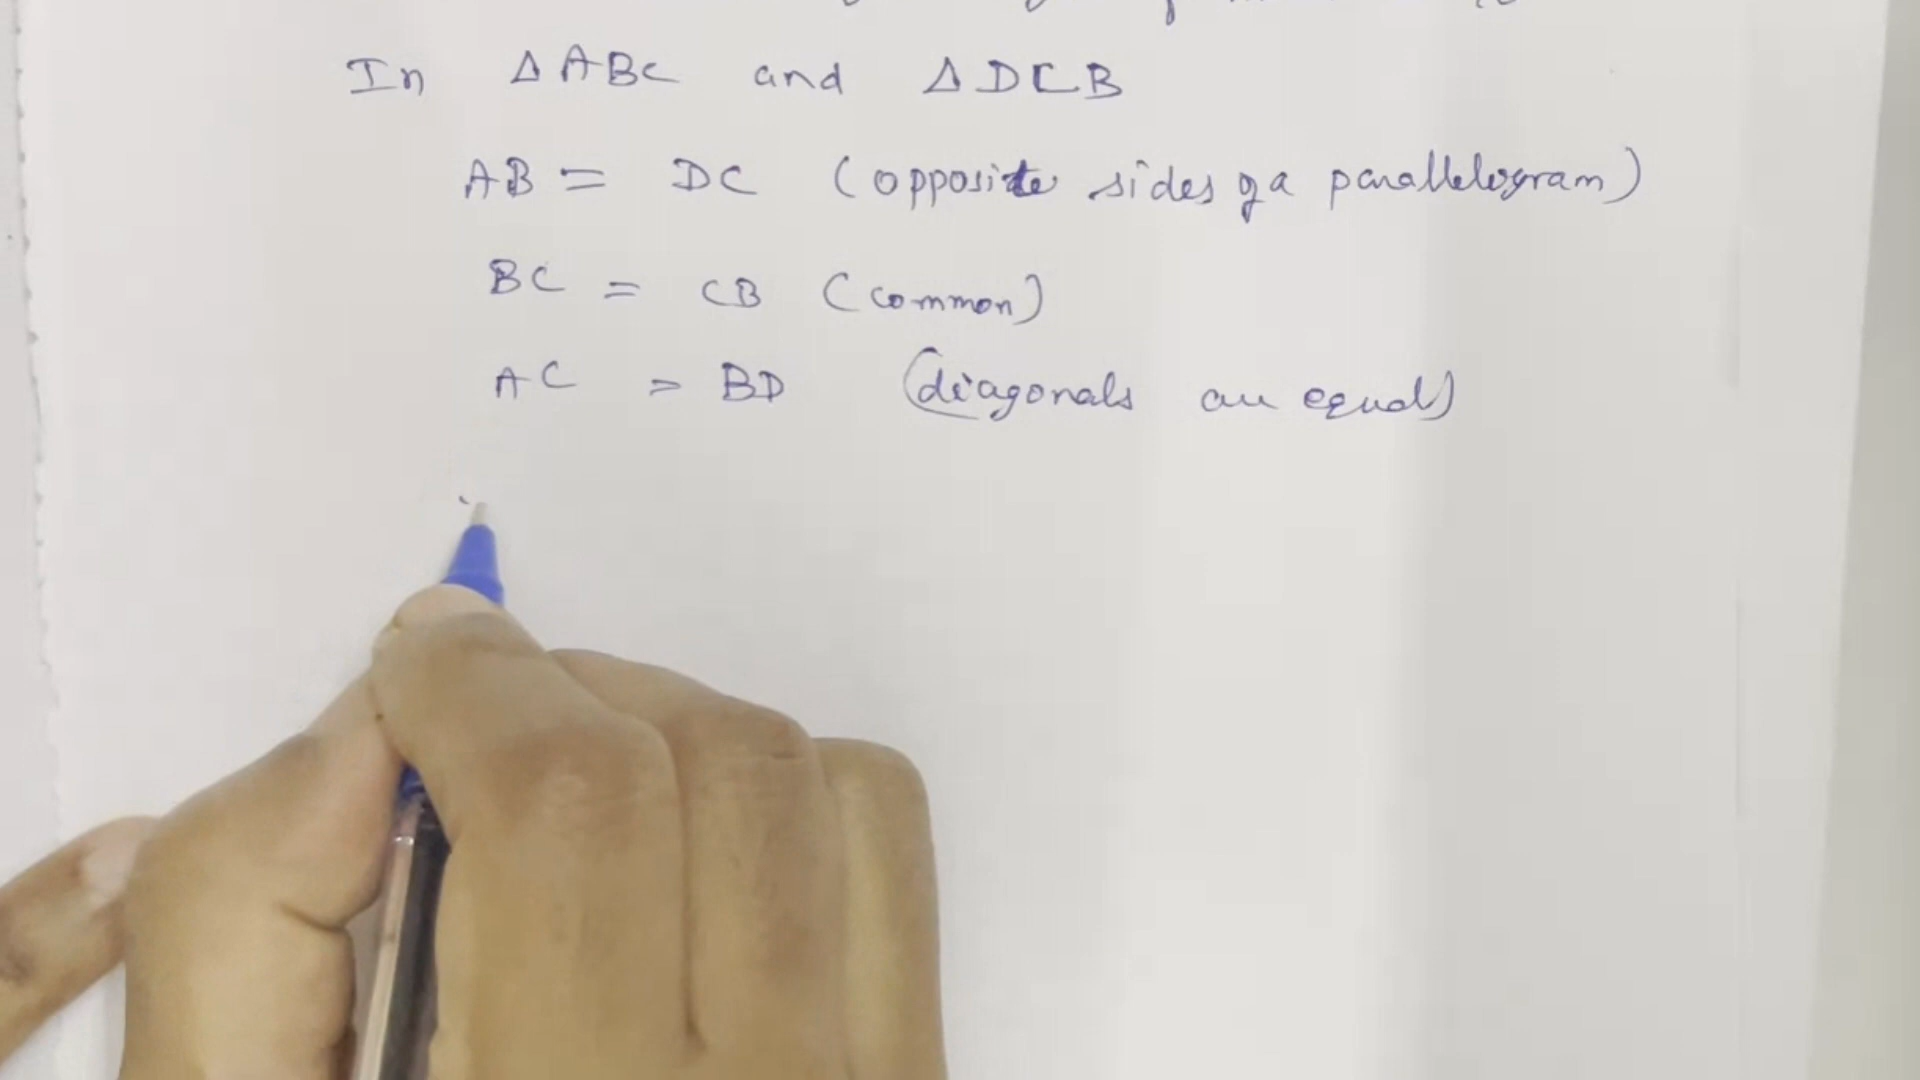 In ΔABC and ΔDCB
AB = DC (opposite sides of a parallelogram)
BC = CB (common)
AC = BD (diagonals are equal)